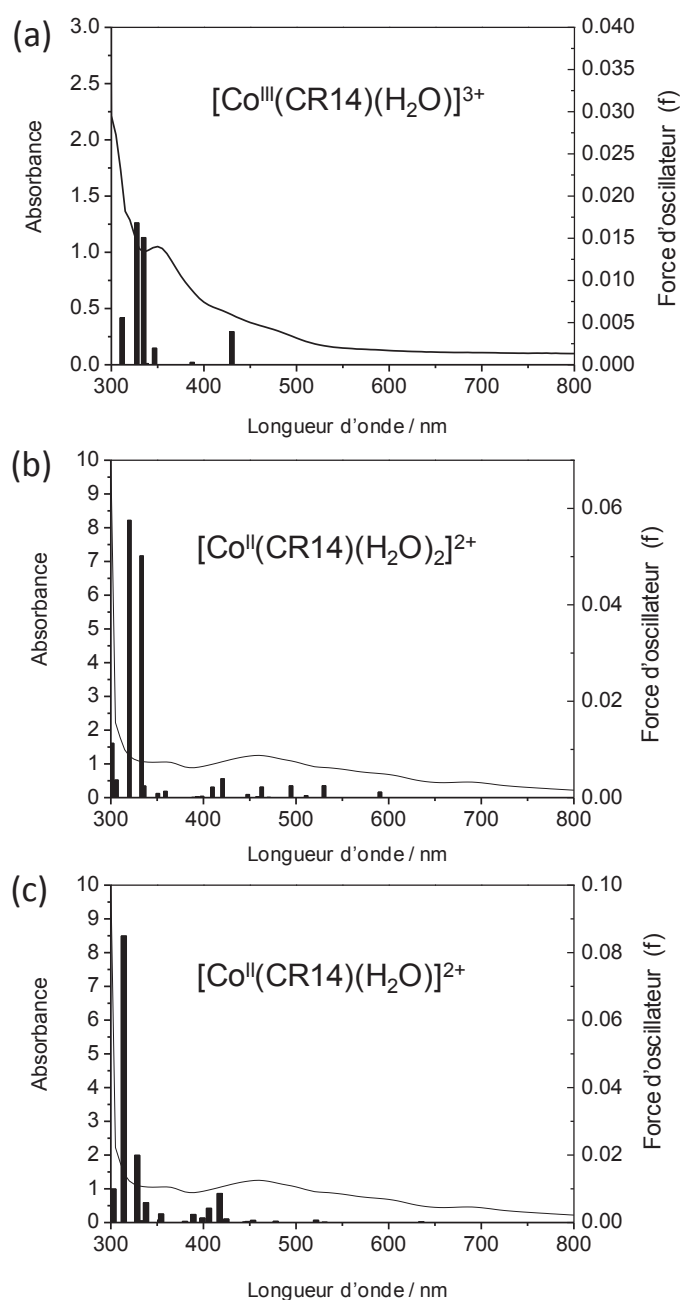 (a)
[Co^III(CR14)(H₂O)]³⁺
Absorbance
Force d'oscillateur (f)
3.0
2.5
2.0
1.5
1.0
0.5
0.0
0.040
0.035
0.030
0.025
0.020
0.015
0.010
0.005
0.000
300 400 500 600 700 800
Longueur d'onde / nm
(b)
[Co^II(CR14)(H₂O)₂]²⁺
Absorbance
Force d'oscillateur (f)
10
9
8
7
6
5
4
3
2
1
0
0.06
0.04
0.02
0.00
300 400 500 600 700 800
Longueur d'onde / nm
(c)
[Co^II(CR14)(H₂O)]²⁺
Absorbance
Force d'oscillateur (f)
10
9
8
7
6
5
4
3
2
1
0
0.10
0.08
0.06
0.04
0.02
0.00
300 400 500 600 700 800
Longueur d'onde / nm